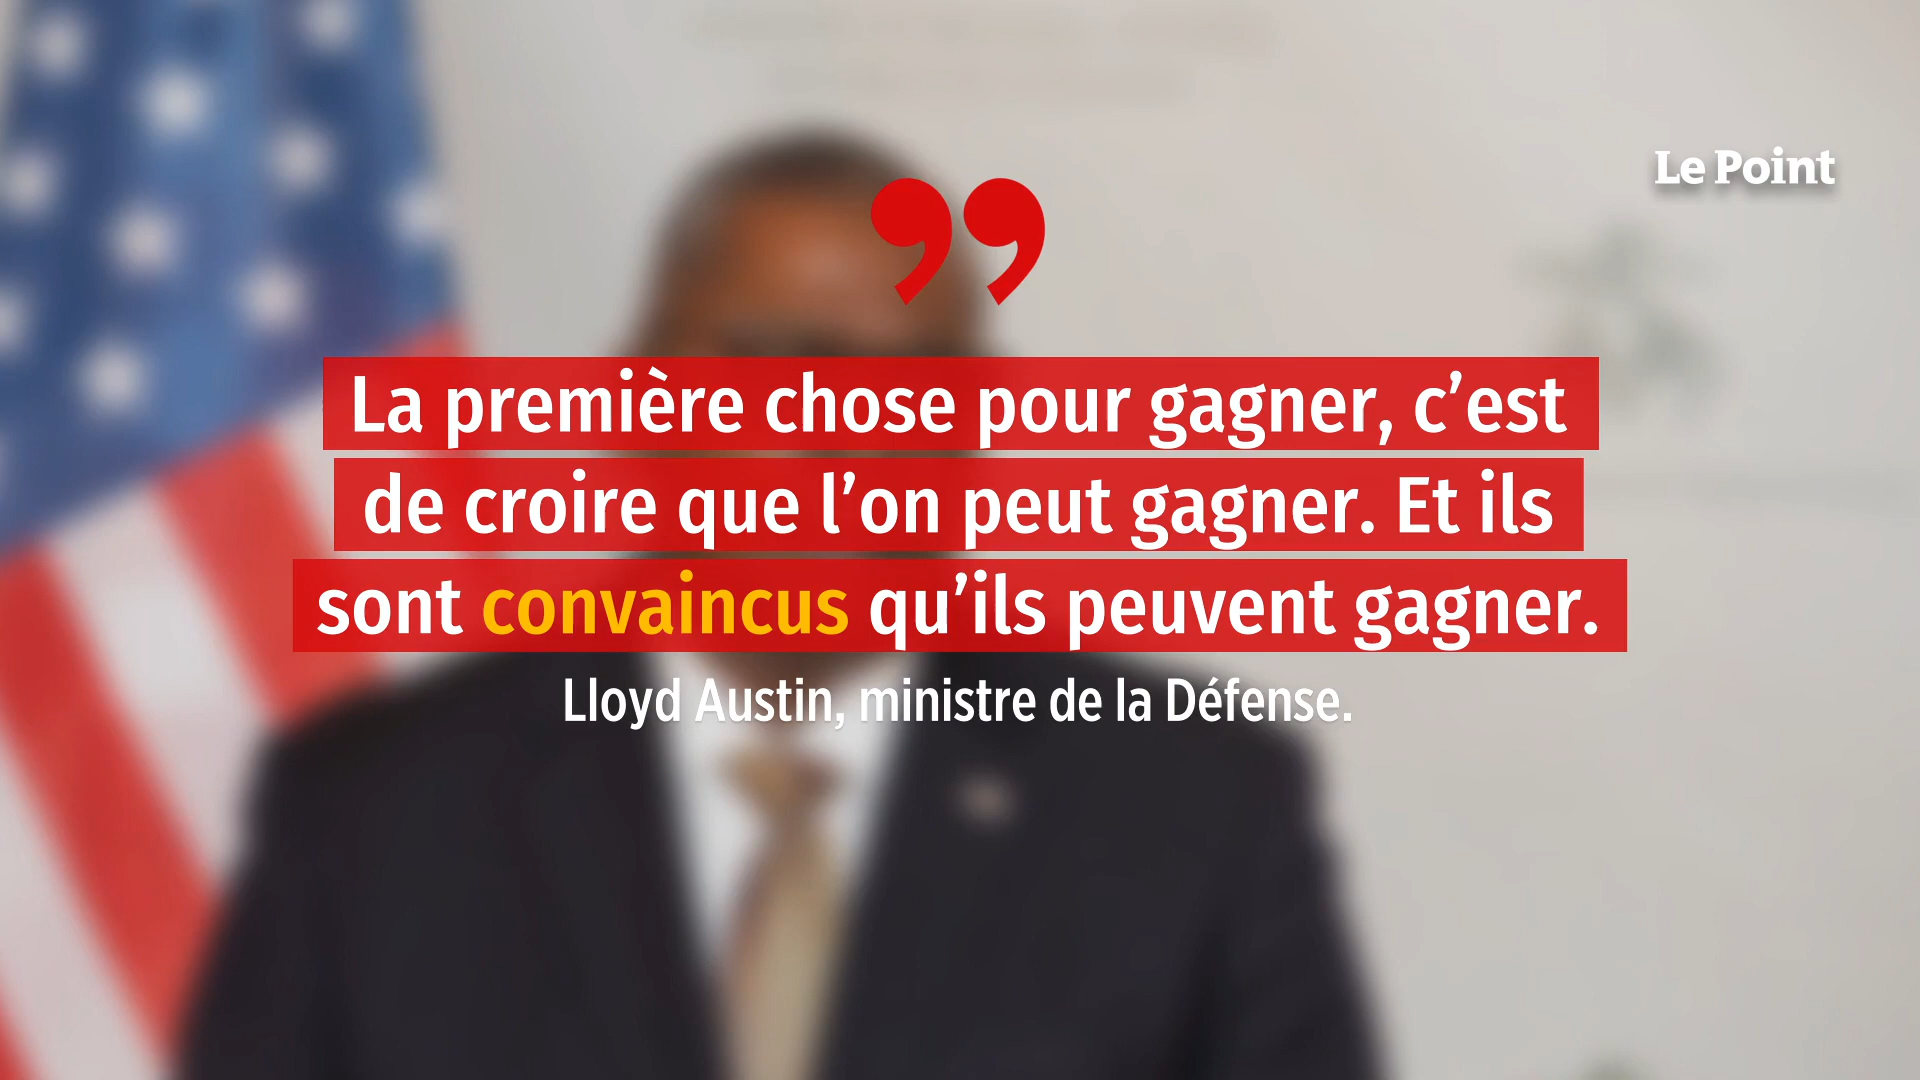 Le Point
”
La première chose pour gagner, c’est
de croire que l’on peut gagner. Et ils
sont convaincus qu’ils peuvent gagner.
Lloyd Austin, ministre de la Défense.